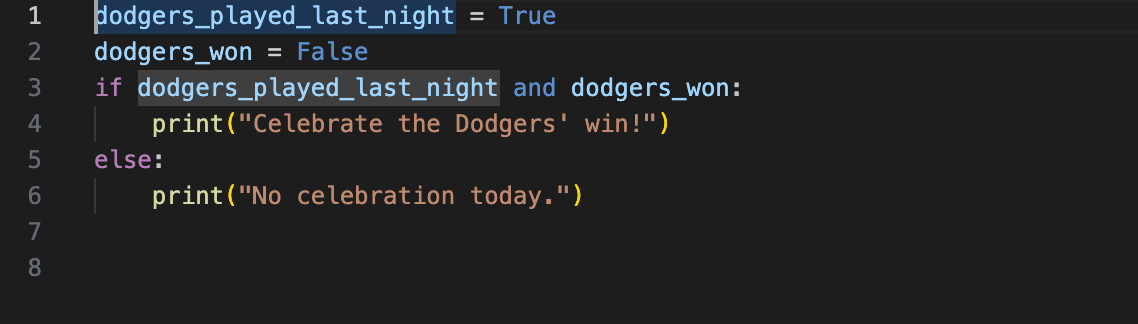 1 dodgers_played_last_night = True
2 dodgers_won = False
3 if dodgers_played_last_night and dodgers_won:
4     print("Celebrate the Dodgers' win!")
5 else:
6     print("No celebration today.")
7
8